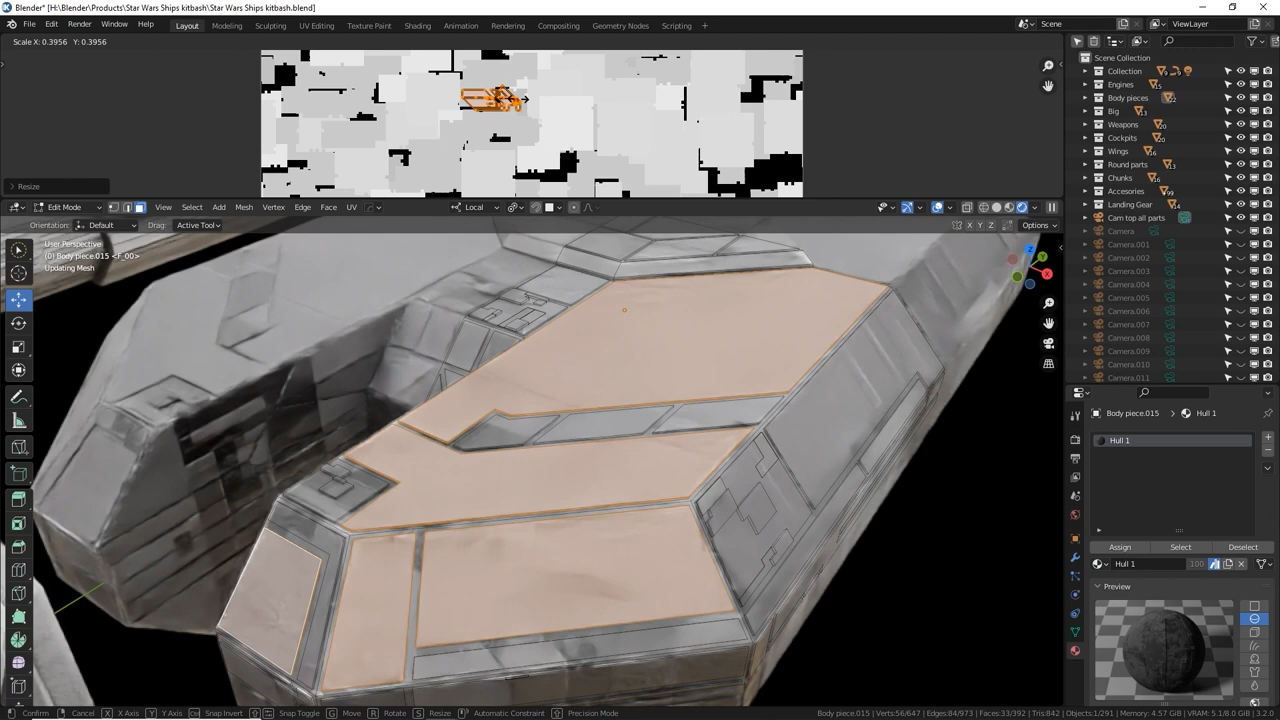 Blender* [H:\Blender\Products\Star Wars Ships kitbash\Star Wars Ships kitbash.blend]
File Edit Render Window Help Layout Modeling Sculpting UV Editing Texture Paint Shading Animation Rendering Compositing Geometry Nodes Scripting + Scene ViewLayer
Scale X: 0.3956 Y: 0.3956
Resize
Edit Mode View Select Add Mesh Vertex Edge Face UV Local
Orientation: Default Drag: Active Tool X Y Z Options
User Perspective
(0) Body piece.015 <F_00>
Updating Mesh
Z
Y
X
Scene Collection
Collection
Engines
Body pieces
Big
Weapons
Cockpits
Wings
Round parts
Chunks
Accesories
Landing Gear
Cam top all parts
Camera
Camera.001
Camera.002
Camera.003
Camera.004
Camera.005
Camera.006
Camera.007
Camera.008
Camera.009
Camera.010
Camera.011
Body piece.015 Hull 1
Hull 1
Assign Select Deselect
Hull 1 100
Preview
Confirm Cancel X X Axis Y Y Axis Snap Invert Snap Toggle G Move R Rotate S Resize Automatic Constraint Precision Mode Body piece.015 | Verts:56/647 | Edges:84/973 | Faces:33/392 | Tris:842 | Objects:1/291 | Memory: 4.57 GiB | VRAM: 5.1/8.0 GiB | 3.